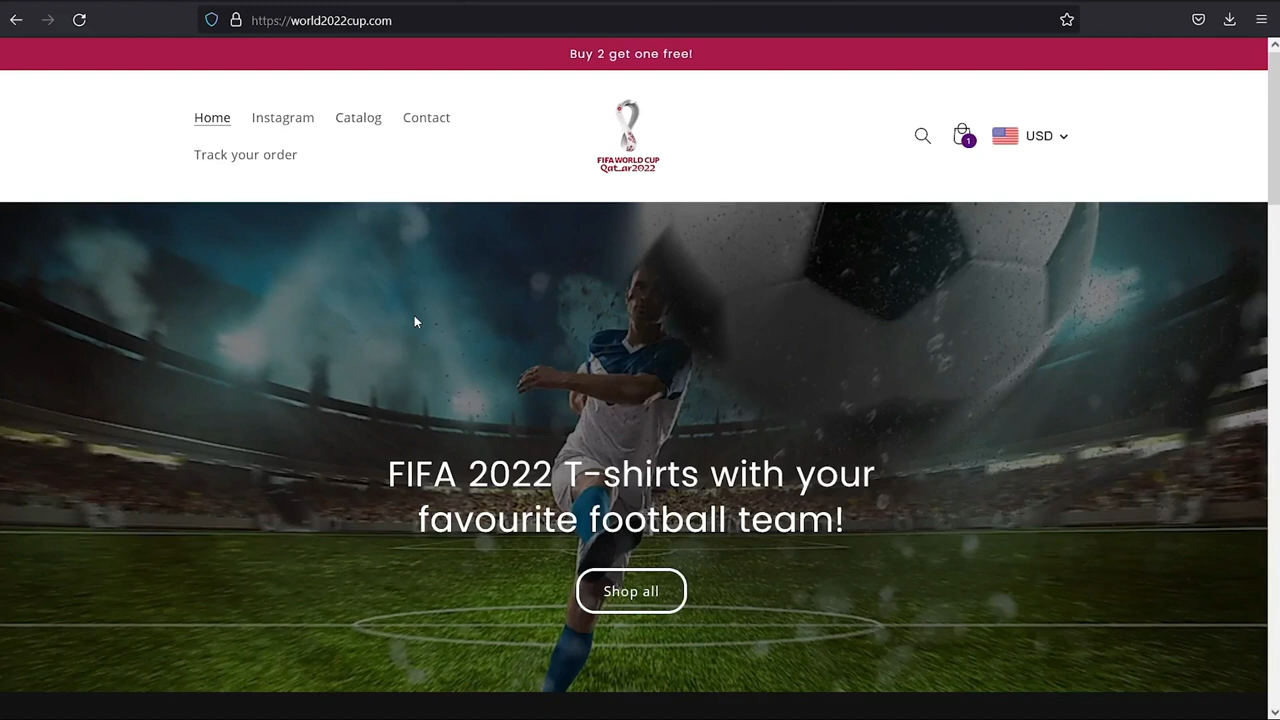 https://world2022cup.com
Buy 2 get one free!
Home Instagram Catalog Contact
Track your order
FIFA WORLD CUP
Qatar2022
1
USD
FIFA 2022 T-shirts with your
favourite football team!
Shop all